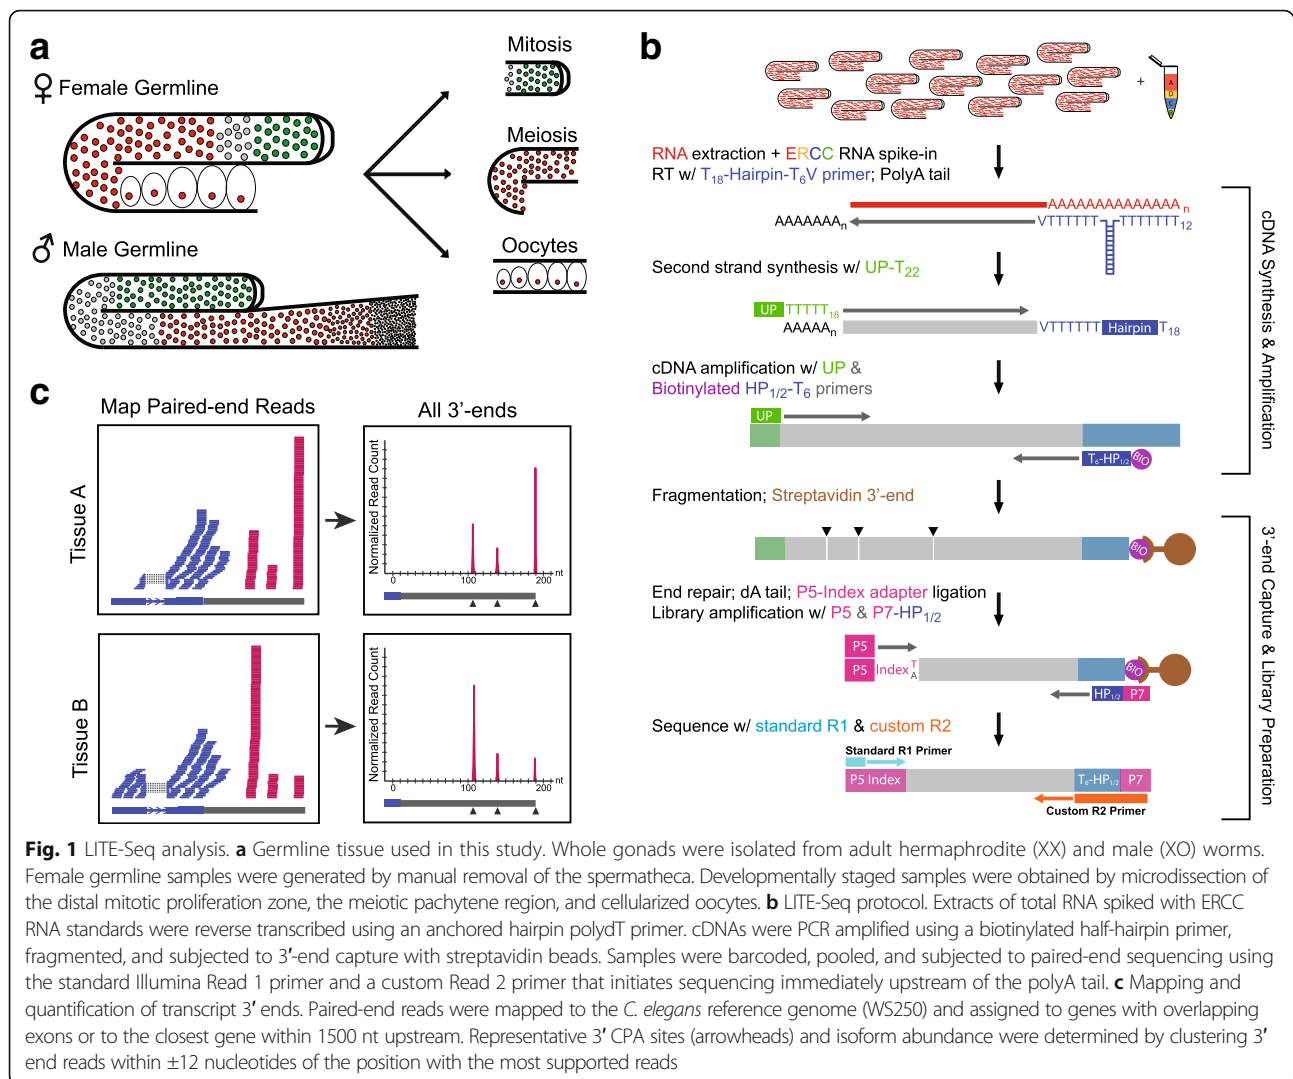 a
♀ Female Germline
Mitosis
Meiosis
♂ Male Germline
Oocytes
b
+
A
D
C
RNA extraction + ERCC RNA spike-in
RT w/ T18-Hairpin-T6V primer; PolyA tail
AAAAAAAAAAAAAA n
AAAAAAAn
VTTTTTT TTTTTTT12
Second strand synthesis w/ UP-T22
UP TTTTT18
AAAAAn
VTTTTTT Hairpin T18
cDNA amplification w/ UP &
Biotinylated HP1/2-T6 primers
UP
T6-HP1/2 BIO
cDNA Synthesis & Amplification
Fragmentation; Streptavidin 3'-end
BIO
End repair; dA tail; P5-Index adapter ligation
Library amplification w/ P5 & P7-HP1/2
P5
P5 Index T
A
BIO
HP1/2 P7
Sequence w/ standard R1 & custom R2
Standard R1 Primer
P5 Index T6-HP1/2 P7
Custom R2 Primer
3'-end Capture & Library Preparation
c
Map Paired-end Reads
All 3'-ends
Tissue A
Normalized Read Count
0 100 200 nt
Tissue B
Normalized Read Count
0 100 200 nt
Fig. 1 LITE-Seq analysis. a Germline tissue used in this study. Whole gonads were isolated from adult hermaphrodite (XX) and male (XO) worms.
Female germline samples were generated by manual removal of the spermatheca. Developmentally staged samples were obtained by microdissection of
the distal mitotic proliferation zone, the meiotic pachytene region, and cellularized oocytes. b LITE-Seq protocol. Extracts of total RNA spiked with ERCC
RNA standards were reverse transcribed using an anchored hairpin polydT primer. cDNAs were PCR amplified using a biotinylated half-hairpin primer,
fragmented, and subjected to 3′-end capture with streptavidin beads. Samples were barcoded, pooled, and subjected to paired-end sequencing using
the standard Illumina Read 1 primer and a custom Read 2 primer that initiates sequencing immediately upstream of the polyA tail. c Mapping and
quantification of transcript 3′ ends. Paired-end reads were mapped to the C. elegans reference genome (WS250) and assigned to genes with overlapping
exons or to the closest gene within 1500 nt upstream. Representative 3′ CPA sites (arrowheads) and isoform abundance were determined by clustering 3′
end reads within ±12 nucleotides of the position with the most supported reads